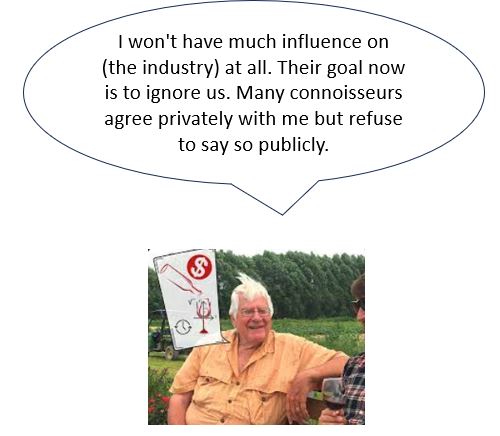 I won't have much influence on
(the industry) at all. Their goal now
is to ignore us. Many connoisseurs
agree privately with me but refuse
to say so publicly.
$